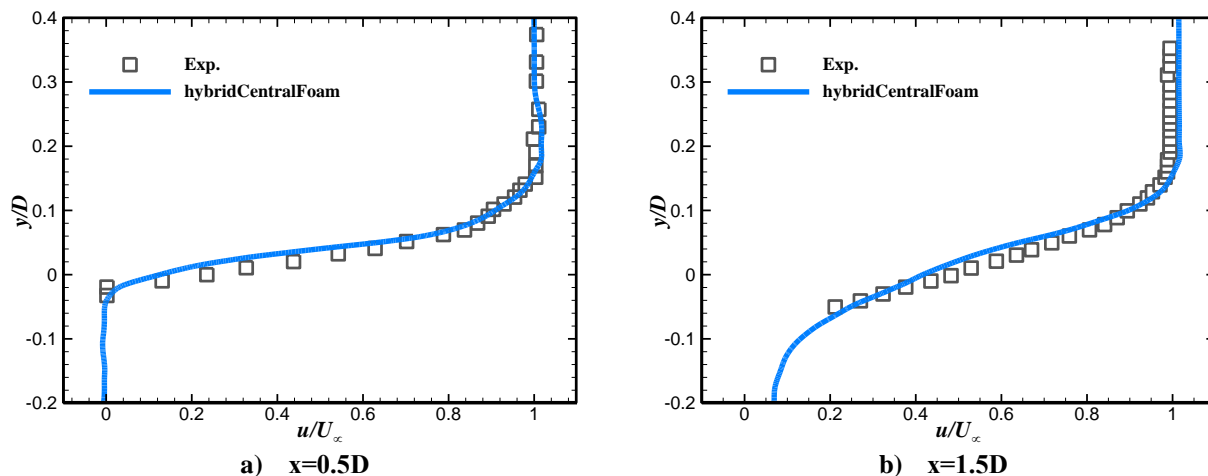 0.4
Exp.
hybridCentralFoam
0.3
0.2
y/D
0.1
0
-0.1
-0.2
0 0.2 0.4 0.6 0.8 1
u/U∞
a) x=0.5D
0.4
Exp.
hybridCentralFoam
0.3
0.2
y/D
0.1
0
-0.1
-0.2
0 0.2 0.4 0.6 0.8 1
u/U∞
b) x=1.5D